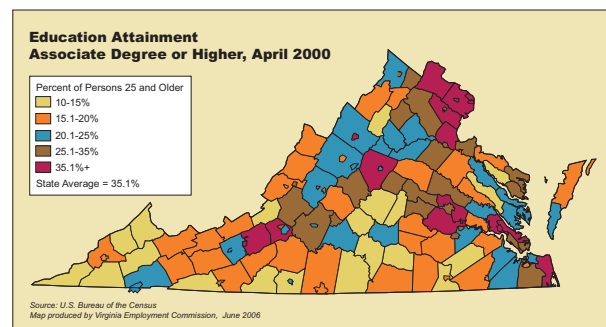 Education Attainment
Associate Degree or Higher, April 2000
Percent of Persons 25 and Older
10-15%
15.1-20%
20.1-25%
25.1-35%
35.1%+
State Average = 35.1%
Source: U.S. Bureau of the Census
Map produced by Virginia Employment Commission, June 2006